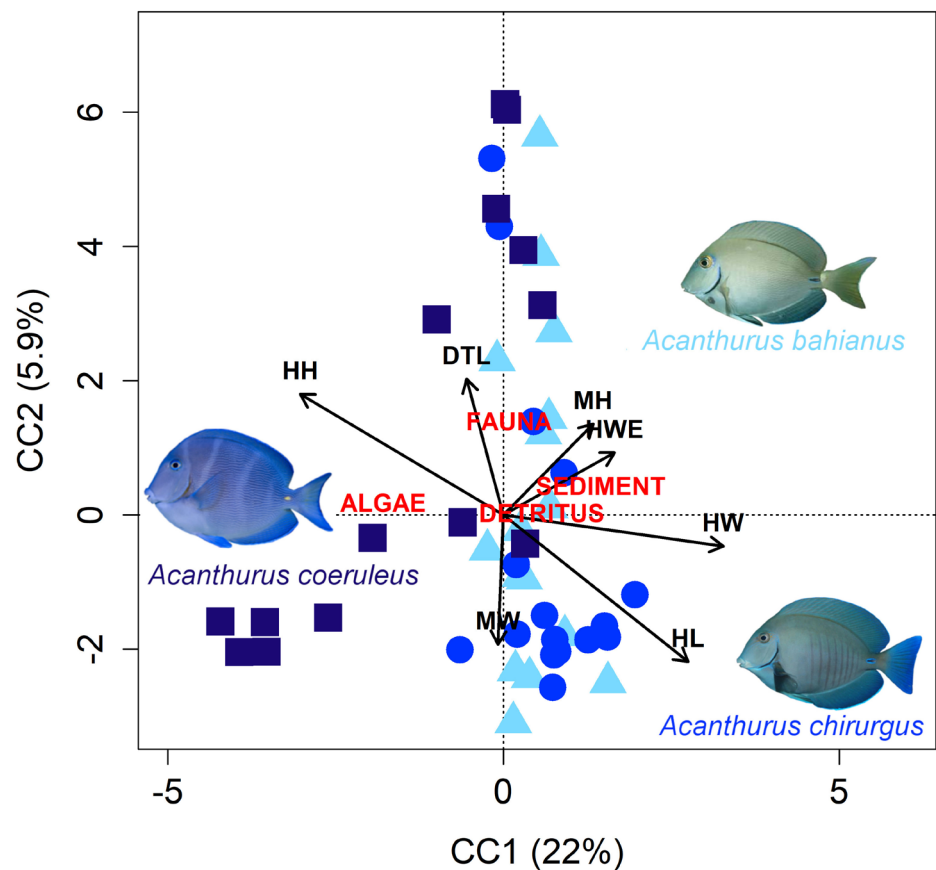 CC2 (5.9%)
6
4
2
0
-2
HH
DTL
MH
FAUNA
HWE
ALGAE
SEDIMENT
DETRITUS
HW
MW
HL
Acanthurus bahianus
Acanthurus coeruleus
Acanthurus chirurgus
-5
0
5
CC1 (22%)